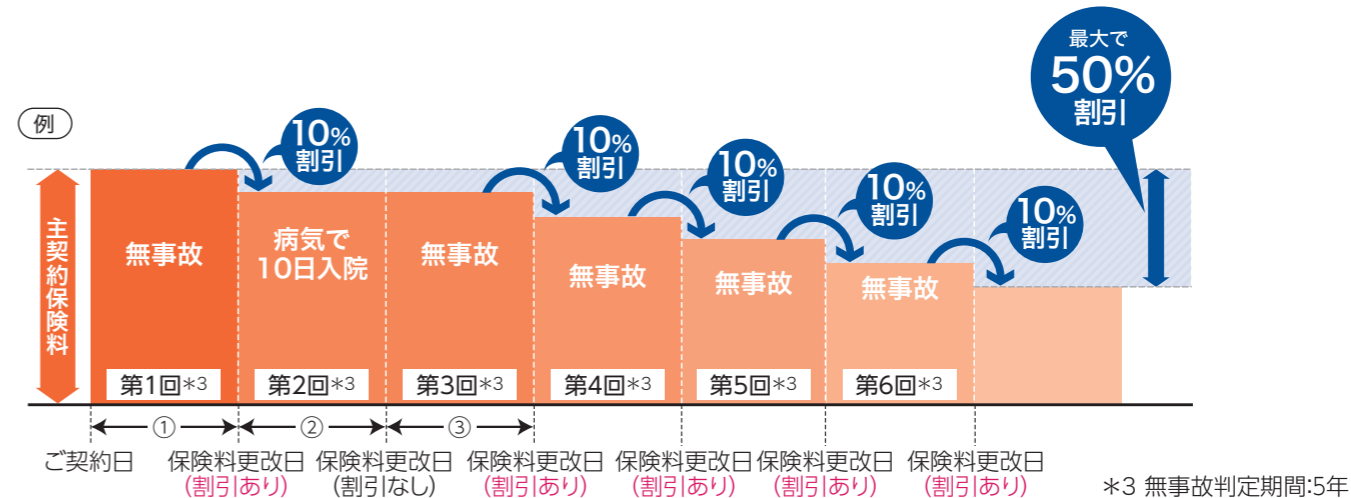 例
最大で
50%
割引
10%
割引
10%
割引
10%
割引
10%
割引
10%
割引
主契約保険料
無事故
病気で
10日入院
無事故
無事故
無事故
無事故
第1回*3
第2回*3
第3回*3
第4回*3
第5回*3
第6回*3
①
②
③
ご契約日
保険料更改日
(割引あり)
保険料更改日
(割引なし)
保険料更改日
(割引あり)
保険料更改日
(割引あり)
保険料更改日
(割引あり)
保険料更改日
(割引あり)
*3 無事故判定期間:5年